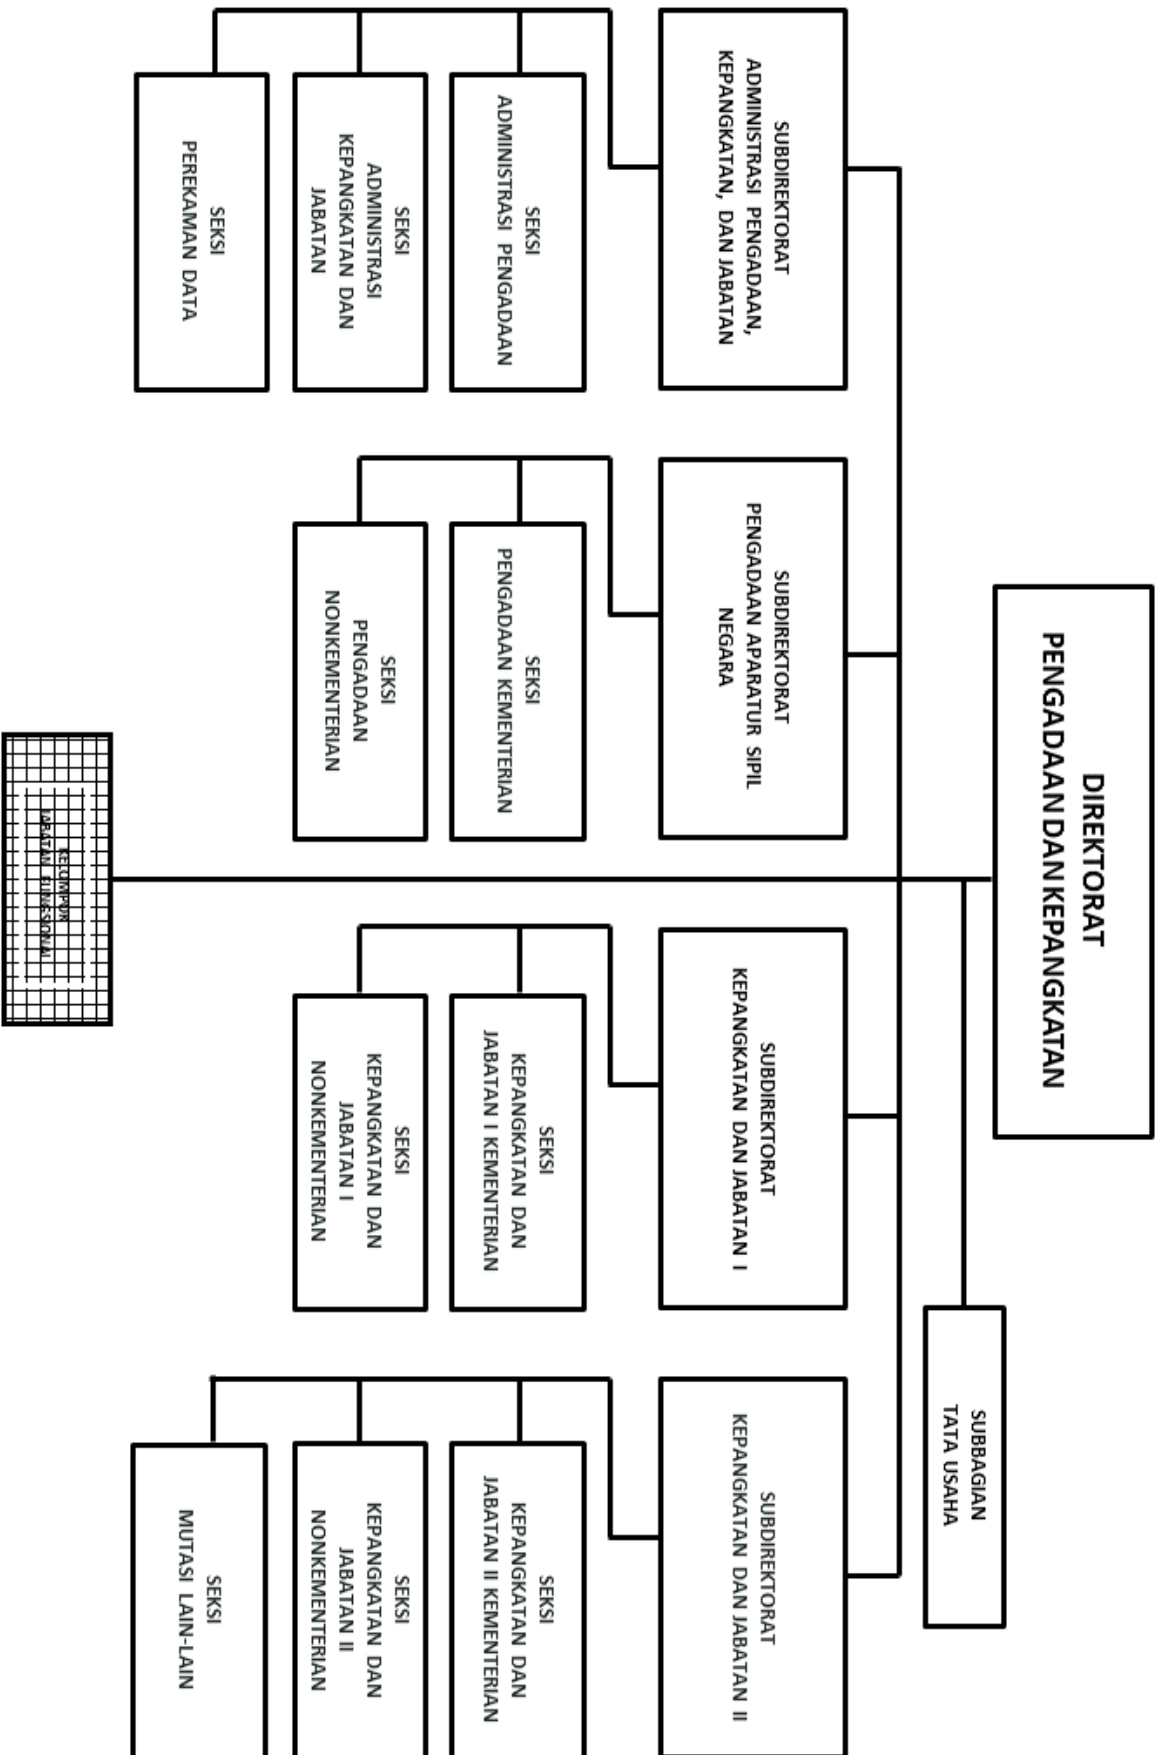 DIREKTORAT
PENGADAAN DAN KEPANGKATAN
SUBBAGIAN
TATA USAHA
SUBDIREKTORAT
ADMINISTRASI PENGADAAN,
KEPANGKATAN, DAN JABATAN
SEKSI
ADMINISTRASI PENGADAAN
SEKSI
ADMINISTRASI
KEPANGKATAN DAN
JABATAN
SEKSI
PEREKAMAN DATA
SUBDIREKTORAT
PENGADAAN APARATUR SIPIL
NEGARA
SEKSI
PENGADAAN KEMENTERIAN
SEKSI
PENGADAAN
NONKEMENTERIAN
SUBDIREKTORAT
KEPANGKATAN DAN JABATAN I
SEKSI
KEPANGKATAN DAN
JABATAN I KEMENTERIAN
SEKSI
KEPANGKATAN DAN
JABATAN I
NONKEMENTERIAN
SUBDIREKTORAT
KEPANGKATAN DAN JABATAN II
SEKSI
KEPANGKATAN DAN
JABATAN II KEMENTERIAN
SEKSI
KEPANGKATAN DAN
JABATAN II
NONKEMENTERIAN
SEKSI
MUTASI LAIN-LAIN
KELOMPOK
JABATAN FUNGSIONAL